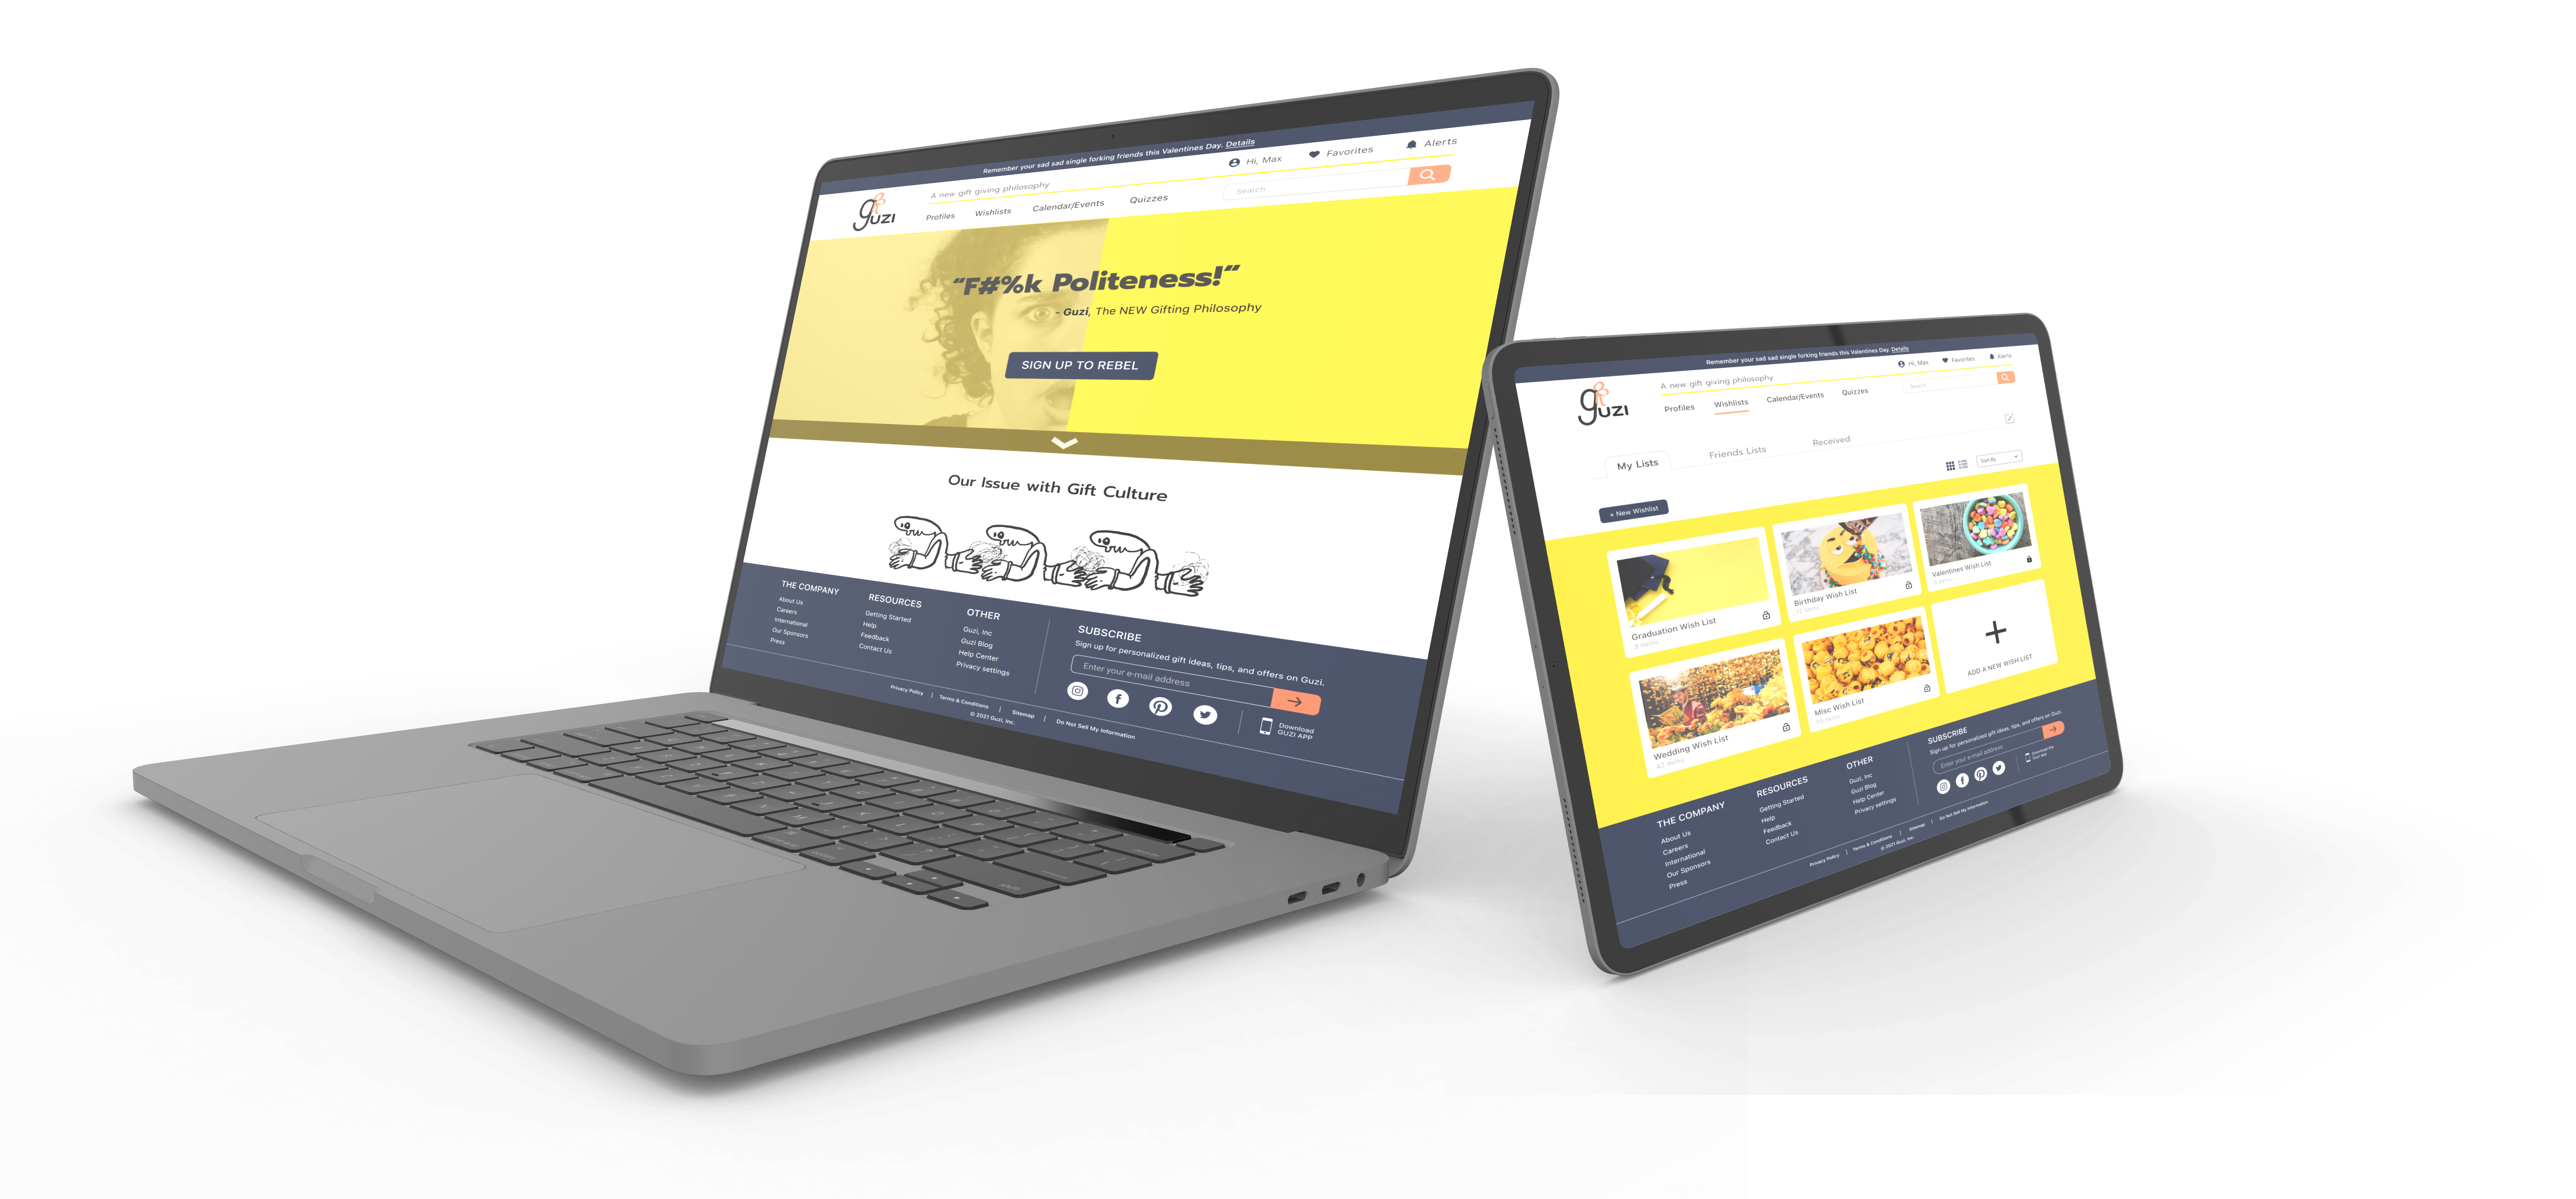 Remember your sad sad single forking friends this Valentines Day. Details
Hi, Max
Favorites
Alerts
A new gift giving philosophy
Search
gUZI
Profiles
Wishlists
Calendar/Events
Quizzes
“F#%k Politeness!”
- Guzi, The NEW Gifting Philosophy
SIGN UP TO REBEL
Our Issue with Gift Culture
THE COMPANY
About Us
Careers
International
Our Sponsors
Press
RESOURCES
Getting Started
Help
Feedback
Contact Us
OTHER
Guzi, Inc
Guzi Blog
Help Center
Privacy settings
SUBSCRIBE
Sign up for personalized gift ideas, tips, and offers on Guzi.
Enter your e-mail address
Download
GUZI APP
Privacy Policy | Terms & Conditions | Sitemap | Do Not Sell My Information
© 2021 Guzi, Inc.
Remember your sad sad single forking friends this Valentines Day. Details
Hi, Max
Favorites
Alerts
A new gift giving philosophy
Search
gUZI
Profiles
Wishlists
Calendar/Events
Quizzes
My Lists
Friends Lists
Received
Sort By
+ New Wishlist
Graduation Wish List
9 items
Birthday Wish List
12 items
Valentines Wish List
6 items
Wedding Wish List
42 items
Misc Wish List
ADD A NEW WISH LIST
THE COMPANY
About Us
Careers
International
Our Sponsors
Press
RESOURCES
Getting Started
Help
Feedback
Contact Us
OTHER
Guzi, Inc
Guzi Blog
Help Center
Privacy settings
SUBSCRIBE
Sign up for personalized gift ideas, tips, and offers on Guzi.
Enter your e-mail address
Download the
GUZI APP
Privacy Policy | Terms & Conditions | Sitemap | Do Not Sell My Information
© 2021 Guzi, Inc.